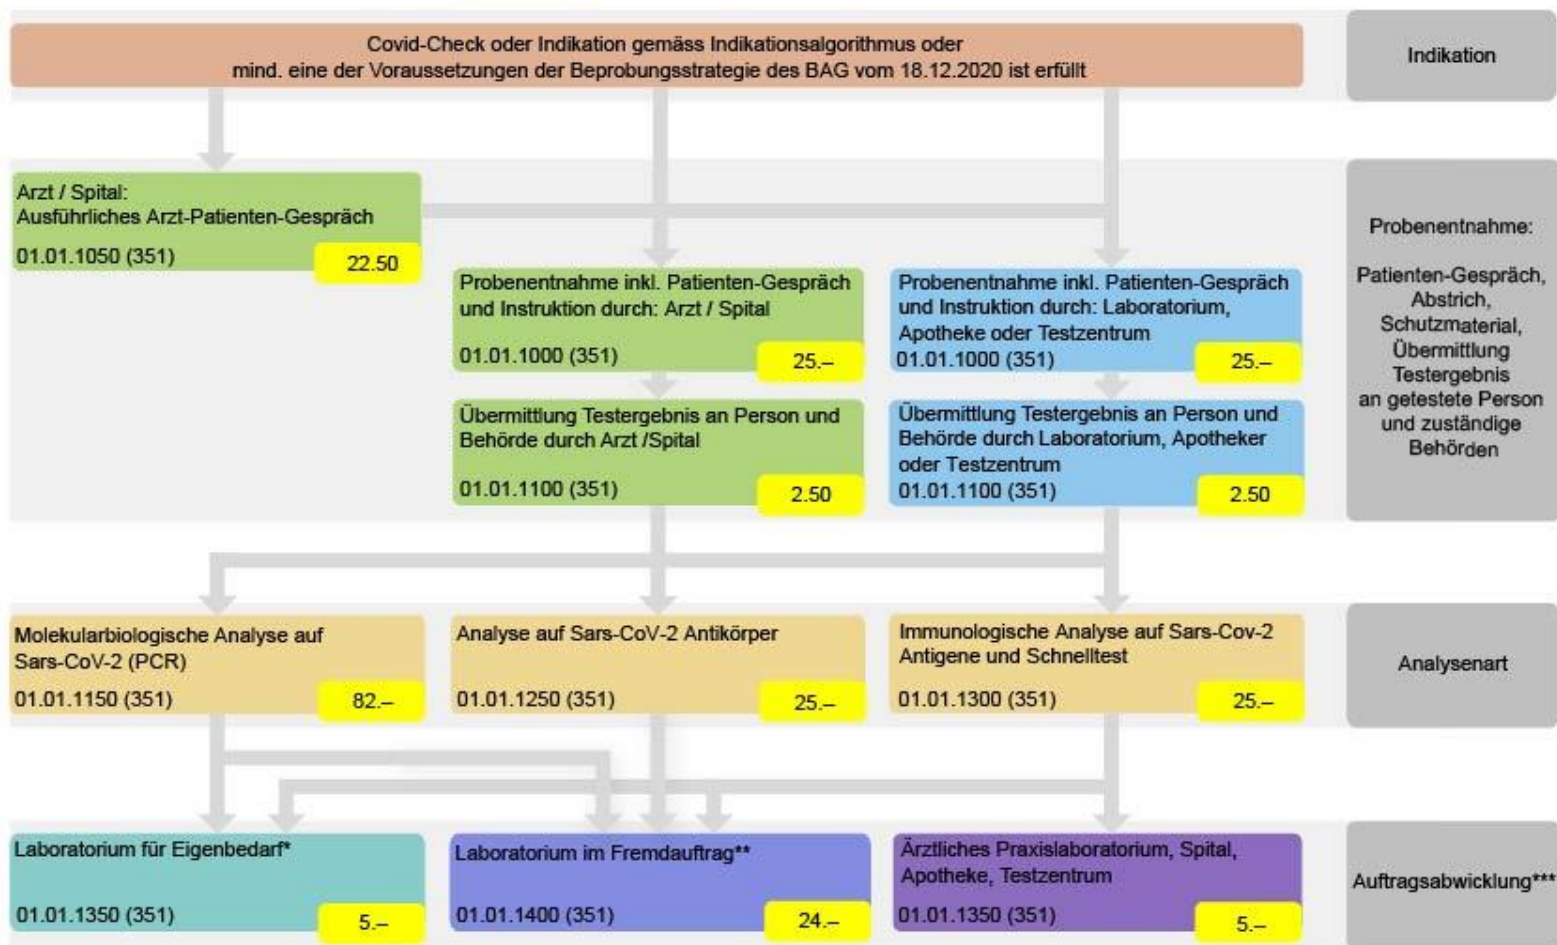 Covid-Check oder Indikation gemäss Indikationsalgorithmus oder
mind. eine der Voraussetzungen der Beprobungsstrategie des BAG vom 18.12.2020 ist erfüllt
Indikation
Arzt / Spital:
Ausführliches Arzt-Patienten-Gespräch
01.01.1050 (351)
22.50
Probenentnahme inkl. Patienten-Gespräch
und Instruktion durch: Arzt / Spital
01.01.1000 (351)
25.–
Probenentnahme inkl. Patienten-Gespräch
und Instruktion durch: Laboratorium,
Apotheke oder Testzentrum
01.01.1000 (351)
25.–
Übermittlung Testergebnis an Person und
Behörde durch Arzt /Spital
01.01.1100 (351)
2.50
Übermittlung Testergebnis an Person und
Behörde durch Laboratorium, Apotheker
oder Testzentrum
01.01.1100 (351)
2.50
Probenentnahme:
Patienten-Gespräch,
Abstrich,
Schutzmaterial,
Übermittlung
Testergebnis
an getestete Person
und zuständige
Behörden
Molekularbiologische Analyse auf
Sars-CoV-2 (PCR)
01.01.1150 (351)
82.–
Analyse auf Sars-CoV-2 Antikörper
01.01.1250 (351)
25.–
Immunologische Analyse auf Sars-Cov-2
Antigene und Schnelltest
01.01.1300 (351)
25.–
Analysenart
Laboratorium für Eigenbedarf*
01.01.1350 (351)
5.–
Laboratorium im Fremdauftrag**
01.01.1400 (351)
24.–
Ärztliches Praxislaboratorium, Spital,
Apotheke, Testzentrum
01.01.1350 (351)
5.–
Auftragsabwicklung***